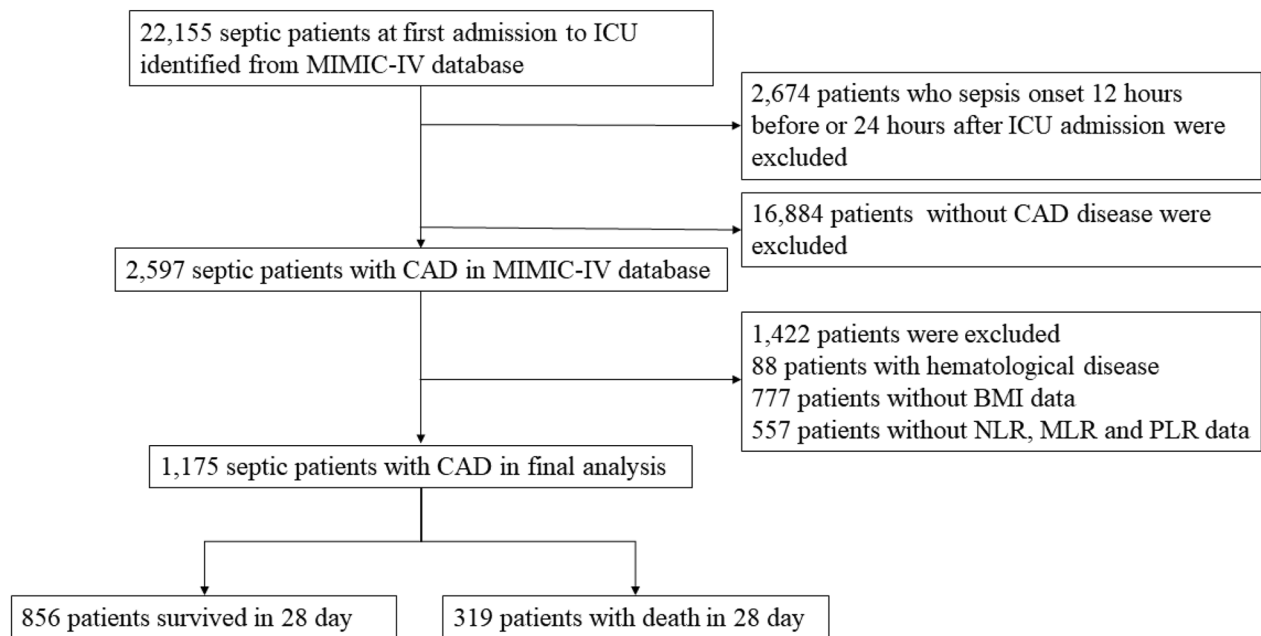 22,155 septic patients at first admission to ICU
identified from MIMIC-IV database
2,674 patients who sepsis onset 12 hours
before or 24 hours after ICU admission were
excluded
16,884 patients  without CAD disease were
excluded
2,597 septic patients with CAD in MIMIC-IV database
1,422 patients were excluded
88 patients with hematological disease
777 patients without BMI data
557 patients without NLR, MLR and PLR data
1,175 septic patients with CAD in final analysis
856 patients survived in 28 day
319 patients with death in 28 day